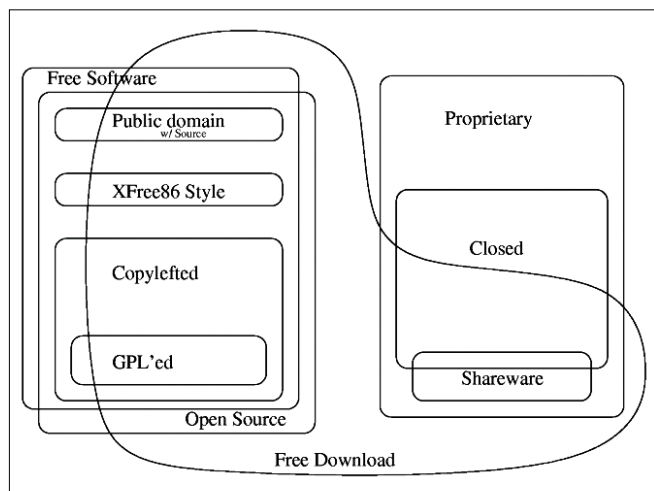 Free Software
Public domain
w/ Source
XFree86 Style
Copylefted
GPL'ed
Open Source
Proprietary
Closed
Shareware
Free Download